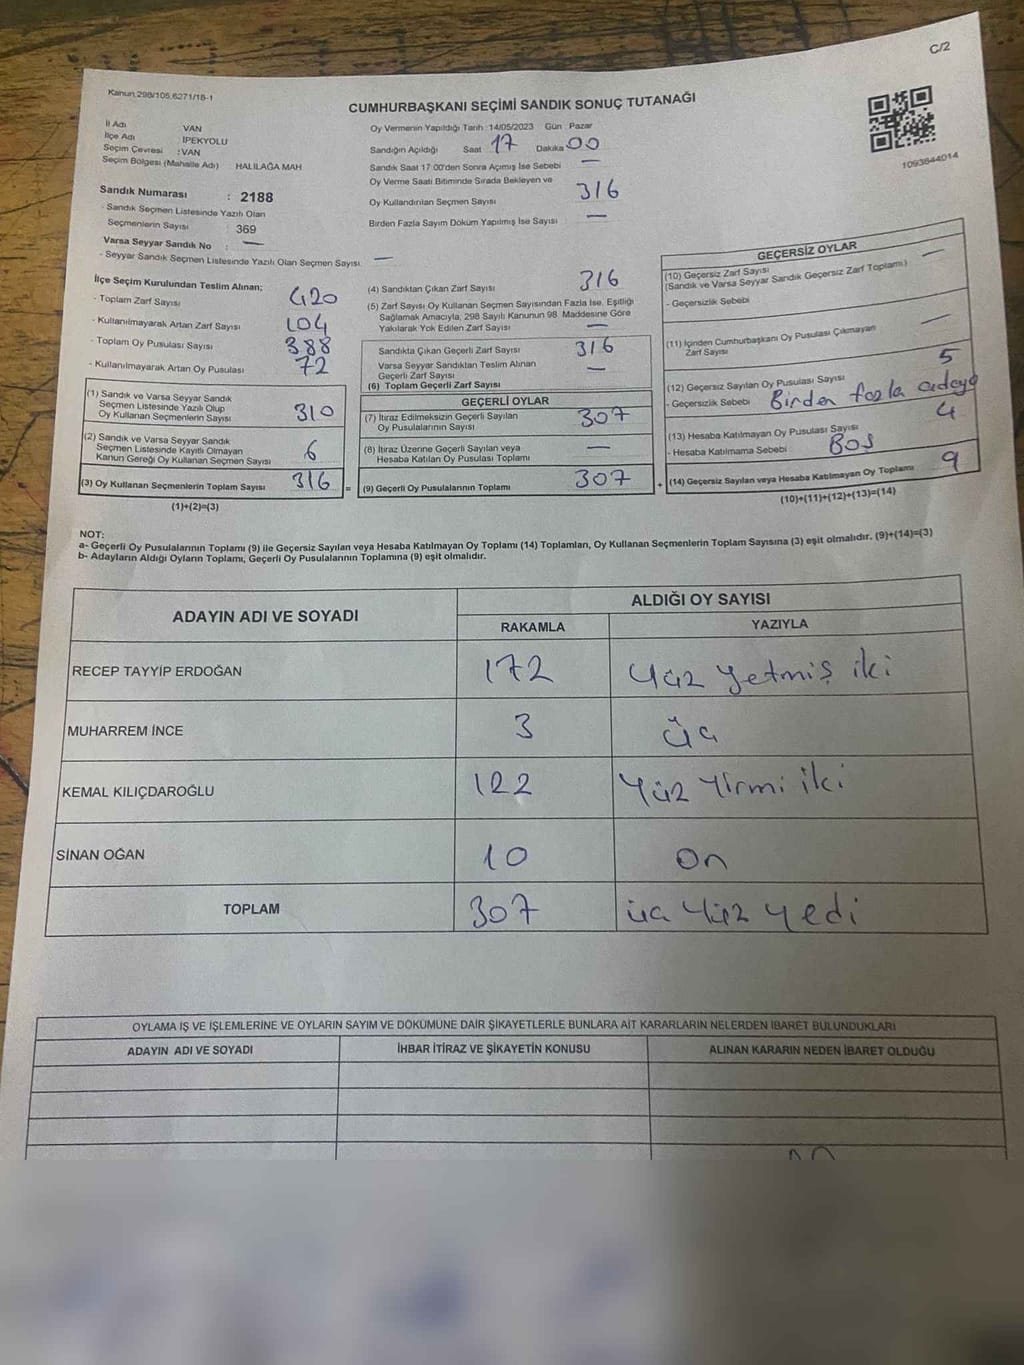 C/2
Kanun 298/105,6271/18-1
CUMHURBAŞKANI SEÇİMİ SANDIK SONUÇ TUTANAĞI
1093844014
İl Adı VAN
İlçe Adı İPEKYOLU
Seçim Çevresi : VAN
Seçim Bölgesi (Mahalle Adı) HALİLAĞA MAH
Sandık Numarası : 2188
- Sandık Seçmen Listesinde Yazılı Olan
Seçmenlerin Sayısı 369
Varsa Seyyar Sandık No : —
- Seyyar Sandık Seçmen Listesinde Yazılı Olan Seçmen Sayısı —
Oy Vermenin Yapıldığı Tarih : 14/05/2023 Gün : Pazar
Sandığın Açıldığı Saat 17 Dakika 00
Sandık Saat 17:00'den Sonra Açımış İse Sebebi —
Oy Verme Saati Bitiminde Sırada Bekleyen ve
Oy Kullandırılan Seçmen Sayısı 316
Birden Fazla Sayım Döküm Yapılmış İse Sayısı —
İlçe Seçim Kurulundan Teslim Alınan;
- Toplam Zarf Sayısı 420
- Kullanılmayarak Artan Zarf Sayısı 104
- Toplam Oy Pusulası Sayısı 388
- Kullanılmayarak Artan Oy Pusulası 72
(1) Sandık ve Varsa Seyyar Sandık
Seçmen Listesinde Yazılı Olup
Oy Kullanan Seçmenlerin Sayısı 310
(2) Sandık ve Varsa Seyyar Sandık
Seçmen Listesinde Kayıtlı Olmayan
Kanun Gereği Oy Kullanan Seçmen Sayısı 6
(3) Oy Kullanan Seçmenlerin Toplam Sayısı 316 =
(1)+(2)=(3)
(4) Sandıktan Çıkan Zarf Sayısı 316
(5) Zarf Sayısı Oy Kullanan Seçmen Sayısından Fazla İse, Eşitliği
Sağlamak Amacıyla, 298 Sayılı Kanunun 98. Maddesine Göre
Yakılarak Yok Edilen Zarf Sayısı —
Sandıkta Çıkan Geçerli Zarf Sayısı 316
Varsa Seyyar Sandıktan Teslim Alınan
Geçerli Zarf Sayısı —
(6) Toplam Geçerli Zarf Sayısı
GEÇERLİ OYLAR
(7) İtiraz Edilmeksizin Geçerli Sayılan
Oy Pusulalarının Sayısı 307
(8) İtiraz Üzerine Geçerli Sayılan veya
Hesaba Katılan Oy Pusulası Toplamı —
(9) Geçerli Oy Pusulalarının Toplamı 307 +
GEÇERSİZ OYLAR
(10) Geçersiz Zarf Sayısı —
(Sandık ve Varsa Seyyar Sandık Geçersiz Zarf Toplamı)
- Geçersizlik Sebebi
(11) İçinden Cumhurbaşkanı Oy Pusulası Çıkmayan
Zarf Sayısı —
(12) Geçersiz Sayılan Oy Pusulası Sayısı 5
- Geçersizlik Sebebi Birden fazla adaya
(13) Hesaba Katılmayan Oy Pusulası Sayısı 4
- Hesaba Katılmama Sebebi BOŞ
(14) Geçersiz Sayılan veya Hesaba Katılmayan Oy Toplamı 9
(10)+(11)+(12)+(13)=(14)
NOT:
a- Geçerli Oy Pusulalarının Toplamı (9) ile Geçersiz Sayılan veya Hesaba Katılmayan Oy Toplamı (14) Toplamları, Oy Kullanan Seçmenlerin Toplam Sayısına (3) eşit olmalıdır. (9)+(14)=(3)
b- Adayların Aldığı Oyların Toplamı, Geçerli Oy Pusulalarının Toplamına (9) eşit olmalıdır.
ADAYIN ADI VE SOYADI ALDIĞI OY SAYISI
RAKAMLA YAZIYLA
RECEP TAYYİP ERDOĞAN 172 Yüz Yetmiş iki
MUHARREM İNCE 3 üç
KEMAL KILIÇDAROĞLU 122 Yüz Yirmi iki
SİNAN OĞAN 10 On
TOPLAM 307 üç Yüz yedi
OYLAMA İŞ VE İŞLEMLERİNE VE OYLARIN SAYIM VE DÖKÜMÜNE DAİR ŞİKAYETLERLE BUNLARA AİT KARARLARIN NELERDEN İBARET BULUNDUKLARI
ADAYIN ADI VE SOYADI İHBAR İTİRAZ VE ŞİKAYETİN KONUSU ALINAN KARARIN NEDEN İBARET OLDUĞU